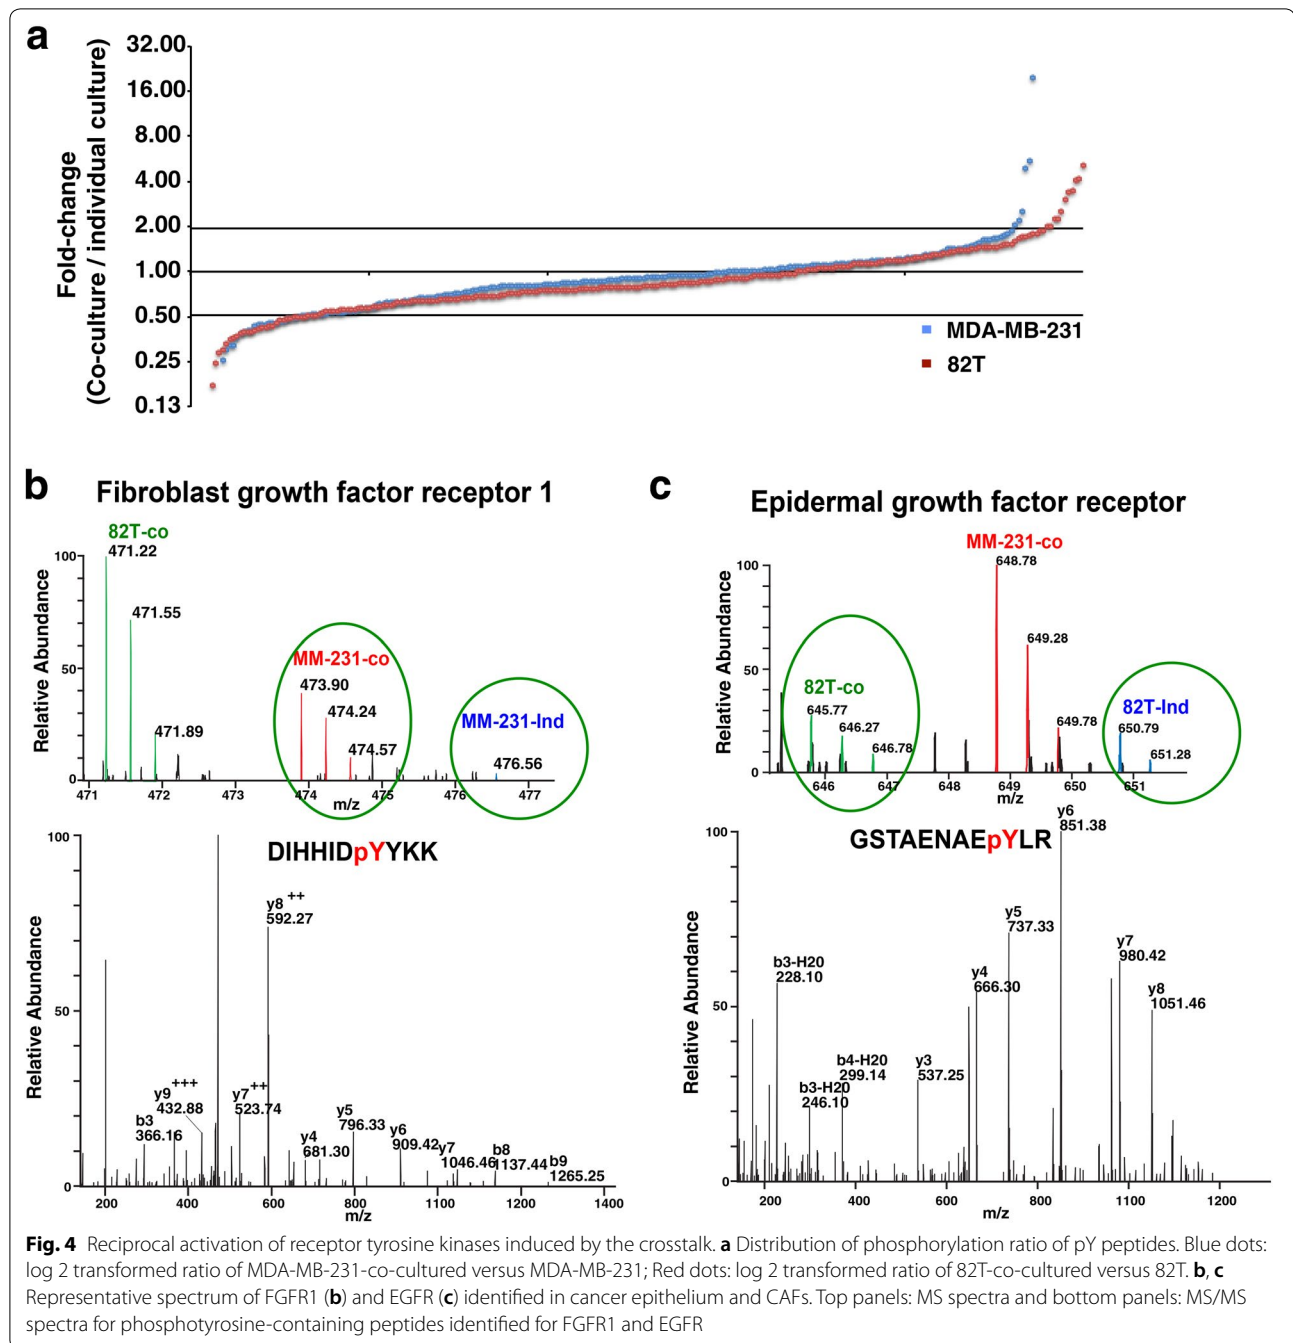 a
32.00
16.00
8.00
4.00
2.00
1.00
0.50
0.25
0.13
Fold-change
(Co-culture / individual culture)
MDA-MB-231
82T
b
Fibroblast growth factor receptor 1
82T-co
471.22
471.55
471.89
MM-231-co
473.90
474.24
474.57
MM-231-Ind
476.56
100
50
0
Relative Abundance
471
472
473
474
475
476
477
m/z
DIHHIDpYYKK
100
50
0
Relative Abundance
b3
366.16
y9 +++
432.88
y7 ++
523.74
y8 ++
592.27
y4
681.30
y5
796.33
y6
909.42
y7
1046.46
b8
1137.44
b9
1265.25
200
400
600
800
1000
1200
1400
m/z
c
Epidermal growth factor receptor
MM-231-co
648.78
649.28
649.78
82T-co
645.77
646.27
646.78
82T-Ind
650.79
651.28
100
50
0
Relative Abundance
646
647
648
649
650
651
m/z
GSTAENAEpYLR
100
50
0
Relative Abundance
b3-H20
228.10
b3-H20
246.10
b4-H20
299.14
y3
537.25
y4
666.30
y5
737.33
y6
851.38
y7
980.42
y8
1051.46
200
400
600
800
1000
1200
m/z
Fig. 4 Reciprocal activation of receptor tyrosine kinases induced by the crosstalk. a Distribution of phosphorylation ratio of pY peptides. Blue dots:
log 2 transformed ratio of MDA-MB-231-co-cultured versus MDA-MB-231; Red dots: log 2 transformed ratio of 82T-co-cultured versus 82T. b, c
Representative spectrum of FGFR1 (b) and EGFR (c) identified in cancer epithelium and CAFs. Top panels: MS spectra and bottom panels: MS/MS
spectra for phosphotyrosine-containing peptides identified for FGFR1 and EGFR